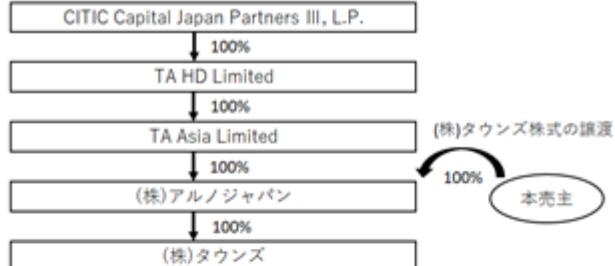 CITIC Capital Japan Partners III, L.P.
100%
TA HD Limited
100%
TA Asia Limited
(株)タウンズ株式の譲渡
100%
100%
(株)アルノジャパン
本売主
100%
(株)タウンズ